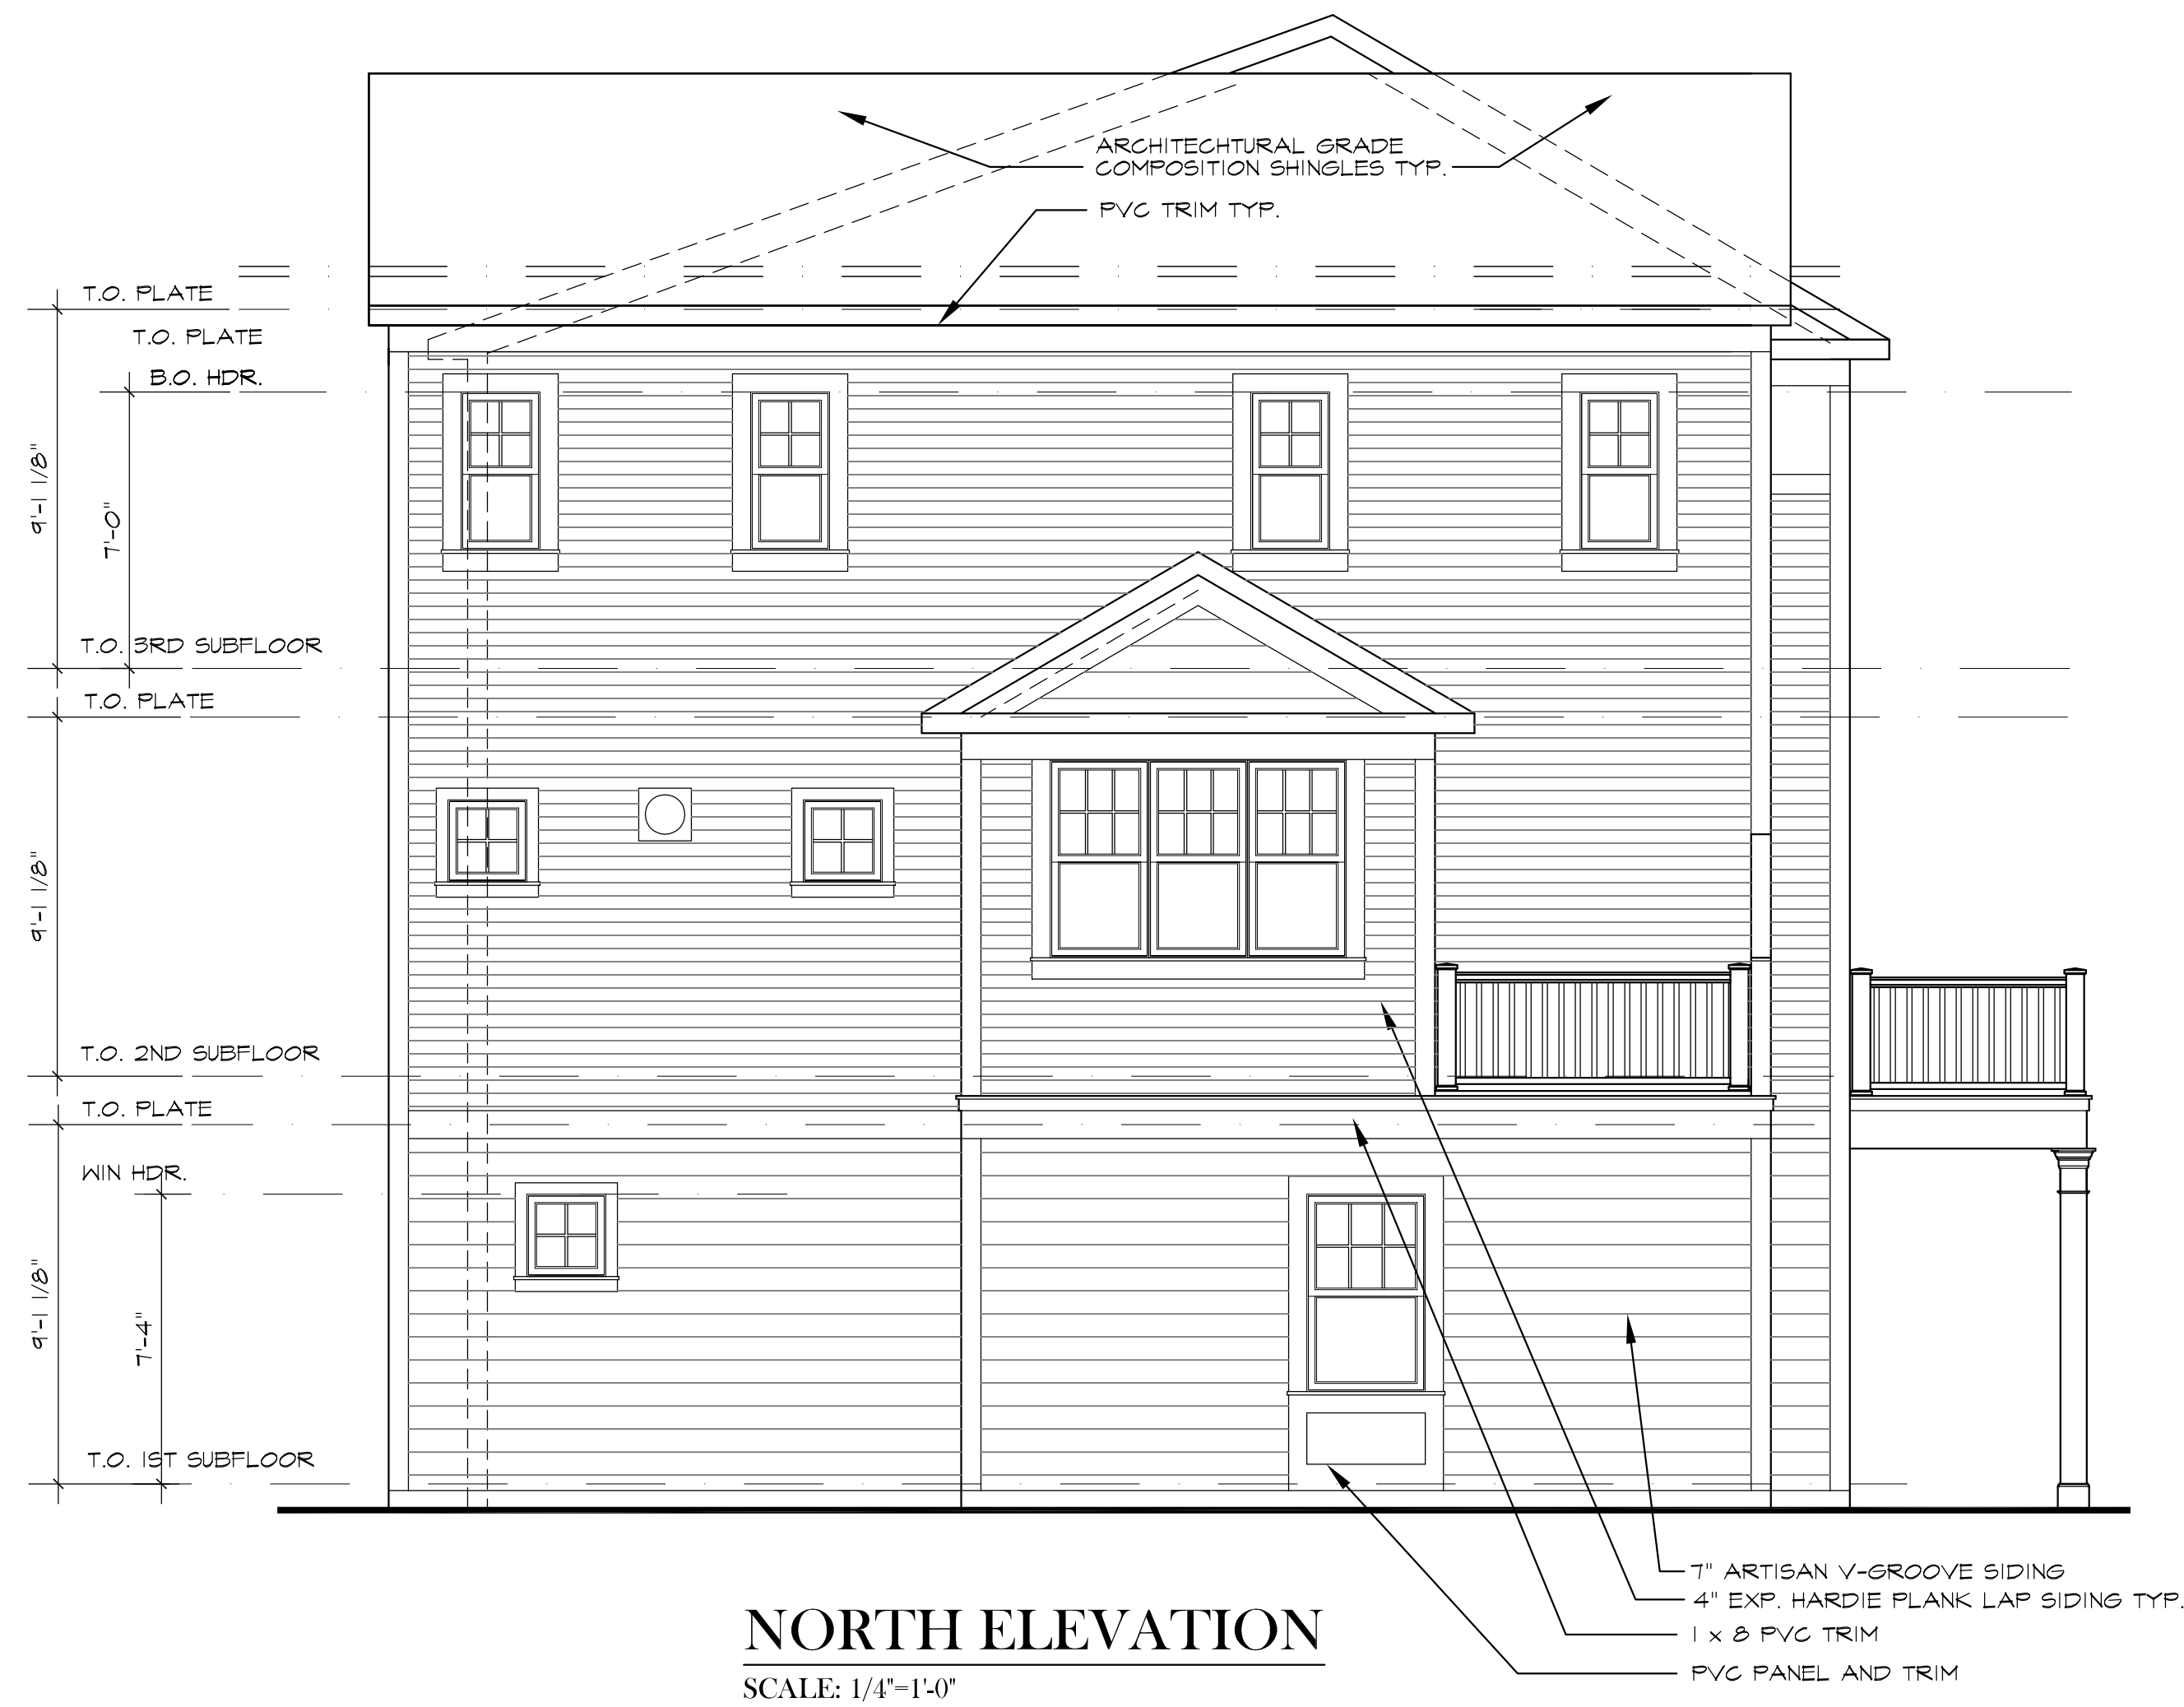 ARCHITECHTURAL GRADE
COMPOSITION SHINGLES TYP.
PVC TRIM TYP.
T.O. PLATE
T.O. PLATE
B.O. HDR.
9'-1 1/8"
7'-0"
T.O. 3RD SUBFLOOR
T.O. PLATE
9'-1 1/8"
T.O. 2ND SUBFLOOR
T.O. PLATE
WIN HDR.
9'-1 1/8"
7'-4"
T.O. 1ST SUBFLOOR
7" ARTISAN V-GROOVE SIDING
4" EXP. HARDIE PLANK LAP SIDING TYP.
1 x 8 PVC TRIM
PVC PANEL AND TRIM
NORTH ELEVATION
SCALE: 1/4"=1'-0"